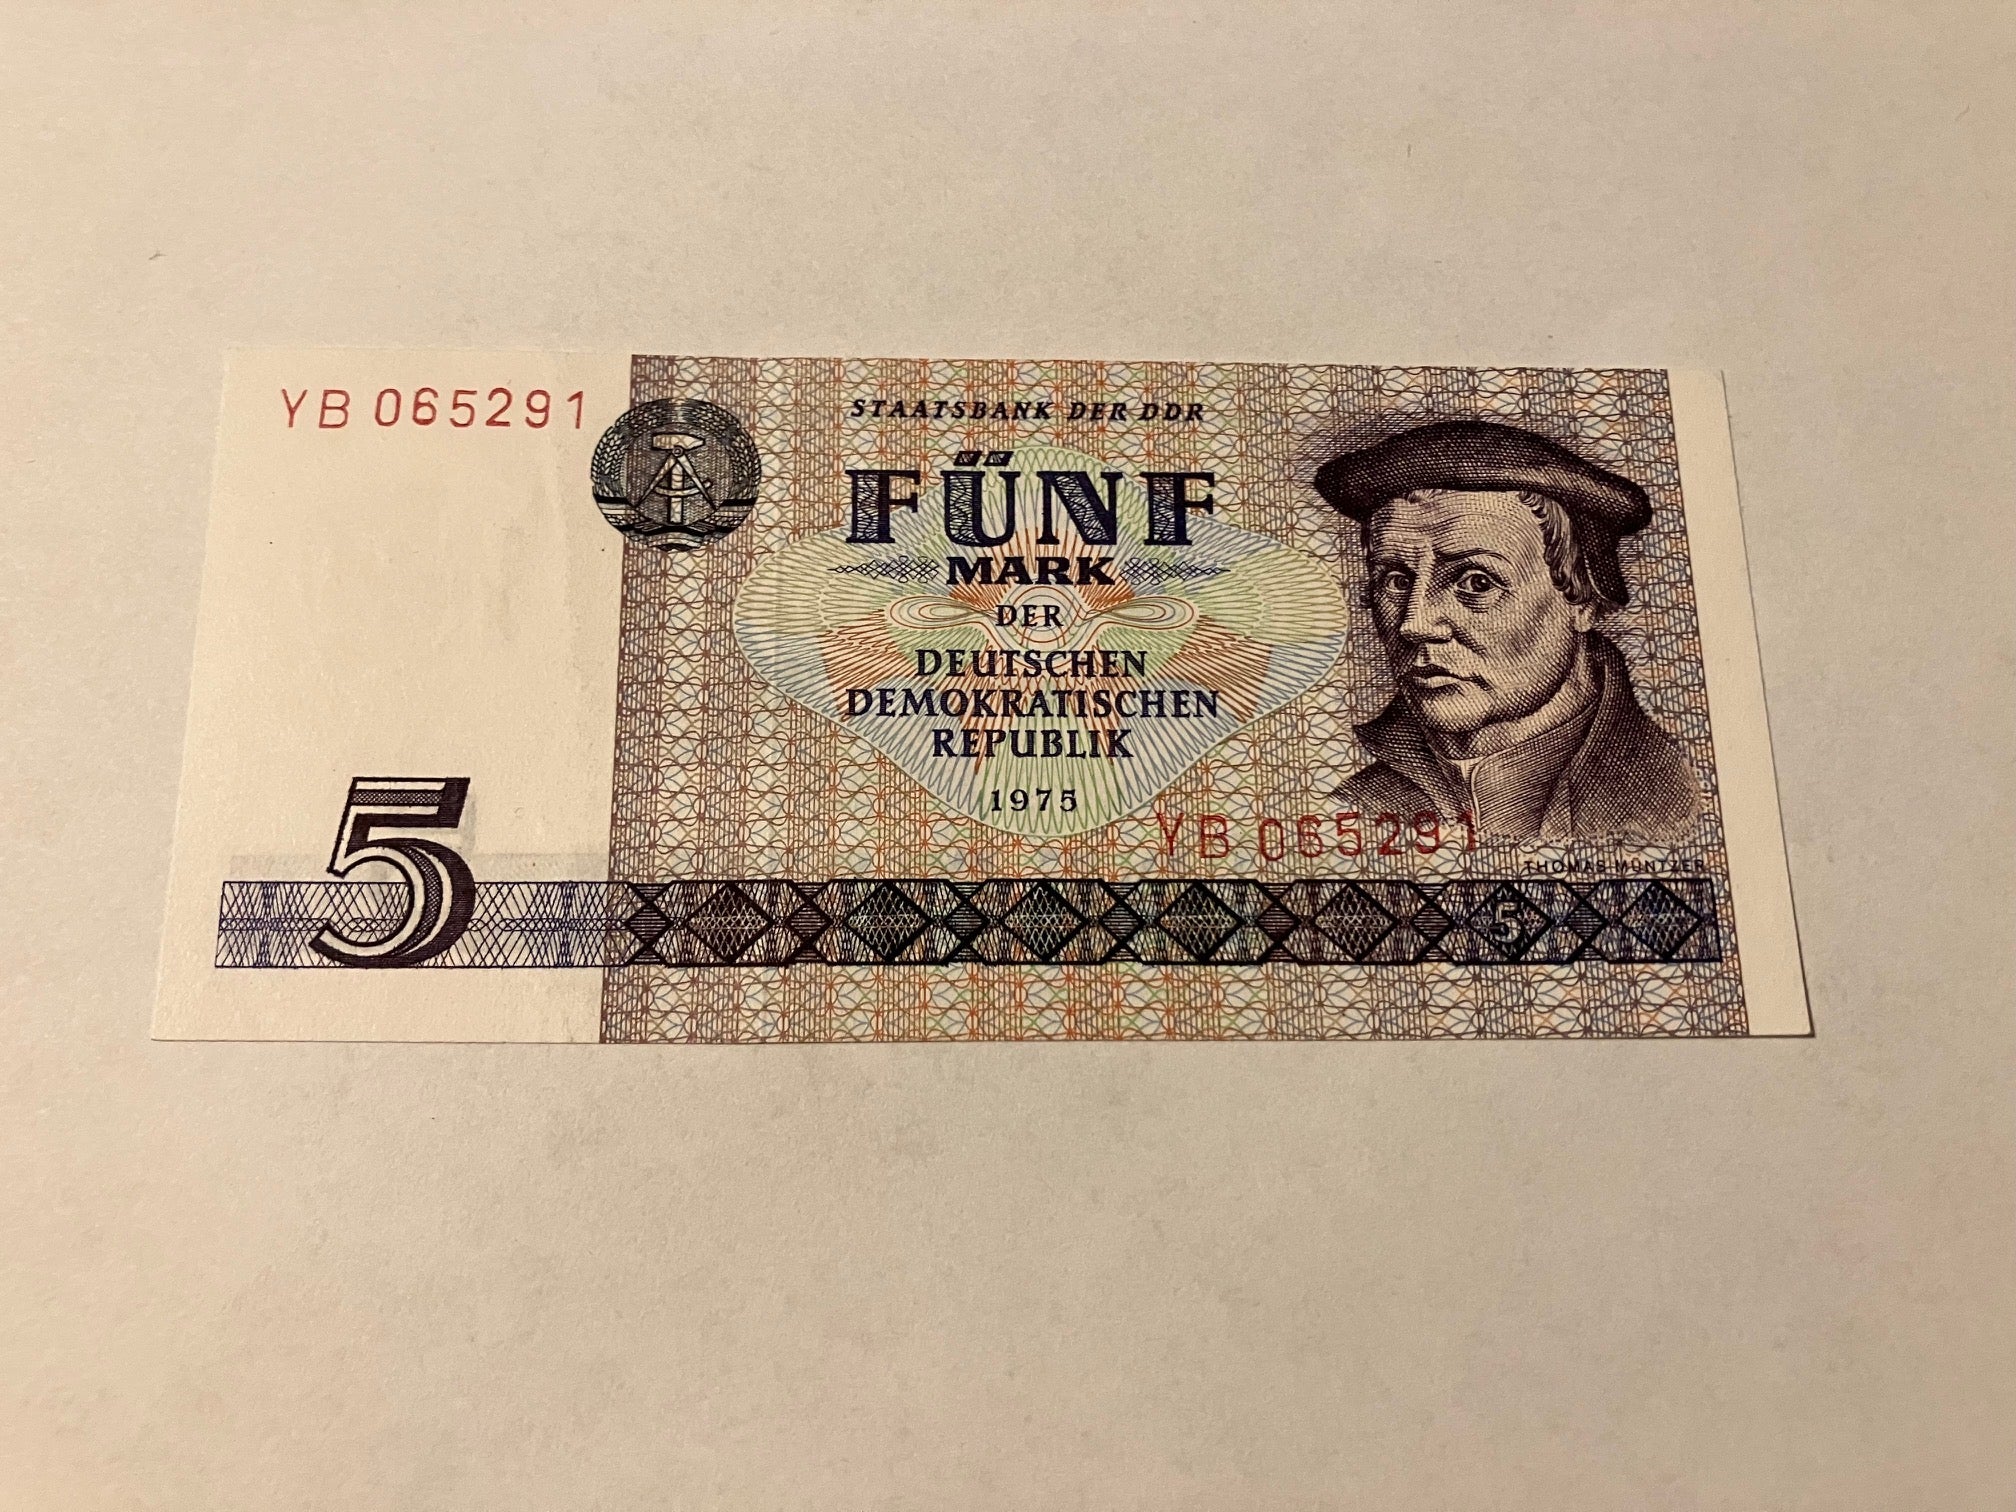 YB 065291
STAATSBANK DER DDR
FÜNF
MARK
DER
DEUTSCHEN
DEMOKRATISCHEN
REPUBLIK
1975
YB 065291
THOMAS MÜNTZER
5
5